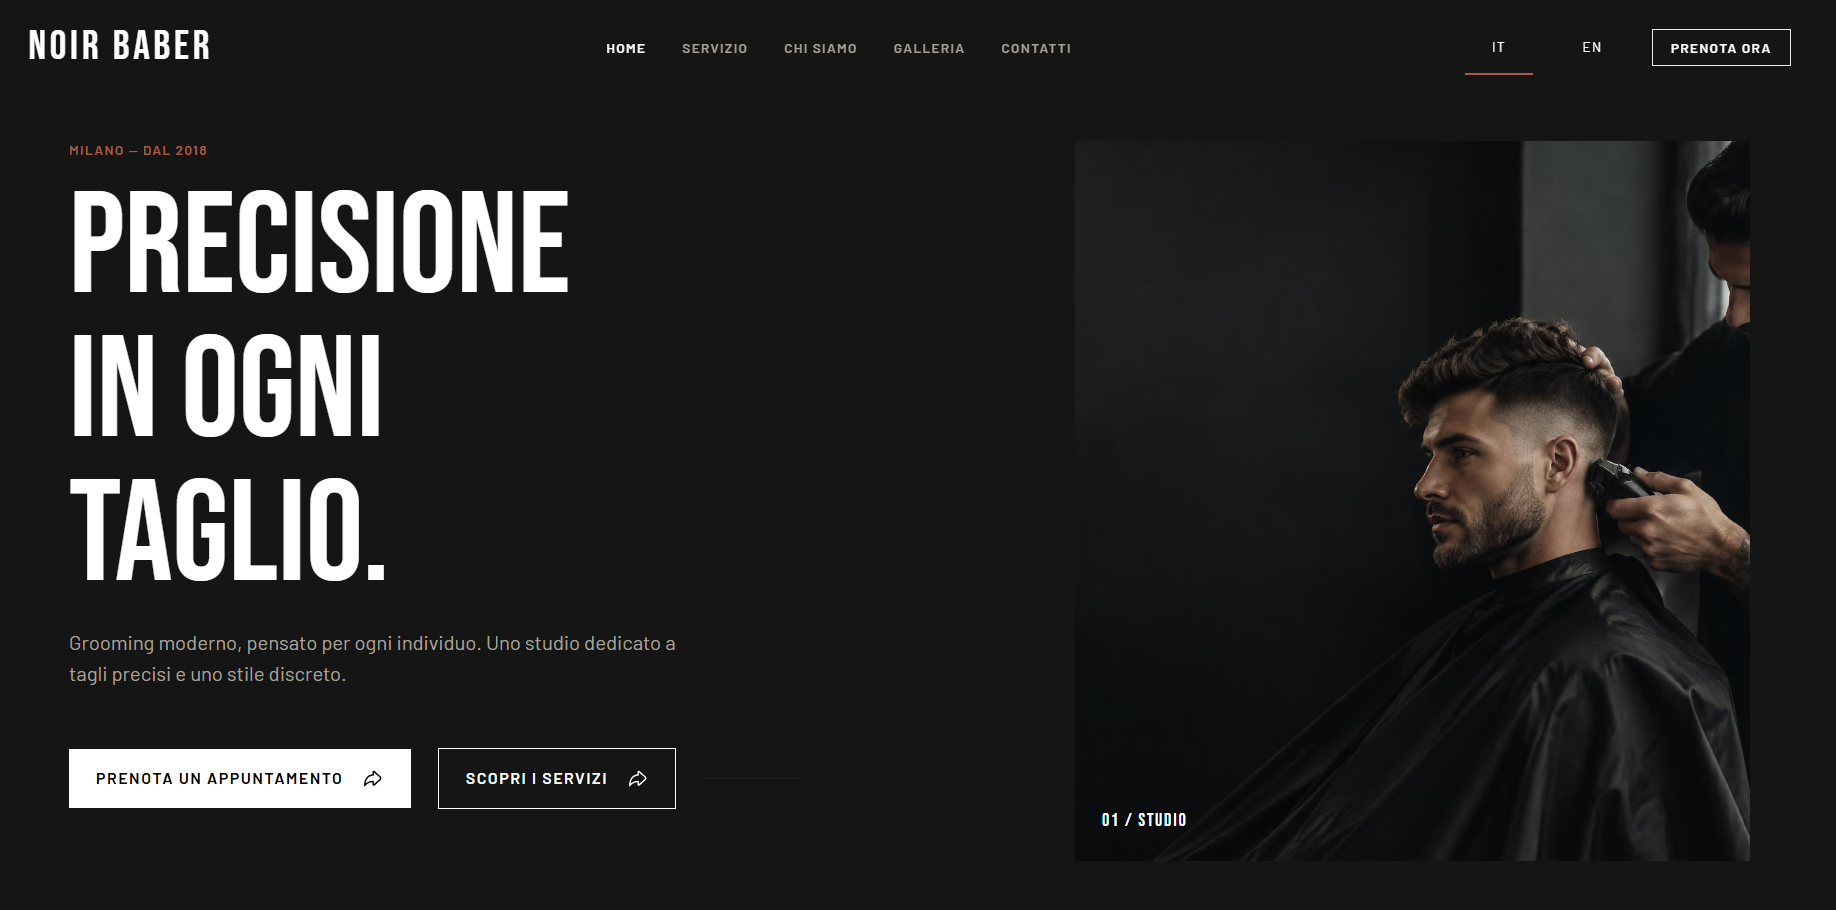 NOIR BABER
HOME
SERVIZIO
CHI SIAMO
GALLERIA
CONTATTI
IT
EN
PRENOTA ORA
MILANO — DAL 2018
PRECISIONE
IN OGNI
TAGLIO.
Grooming moderno, pensato per ogni individuo. Uno studio dedicato a
tagli precisi e uno stile discreto.
PRENOTA UN APPUNTAMENTO
SCOPRI I SERVIZI
01 / STUDIO